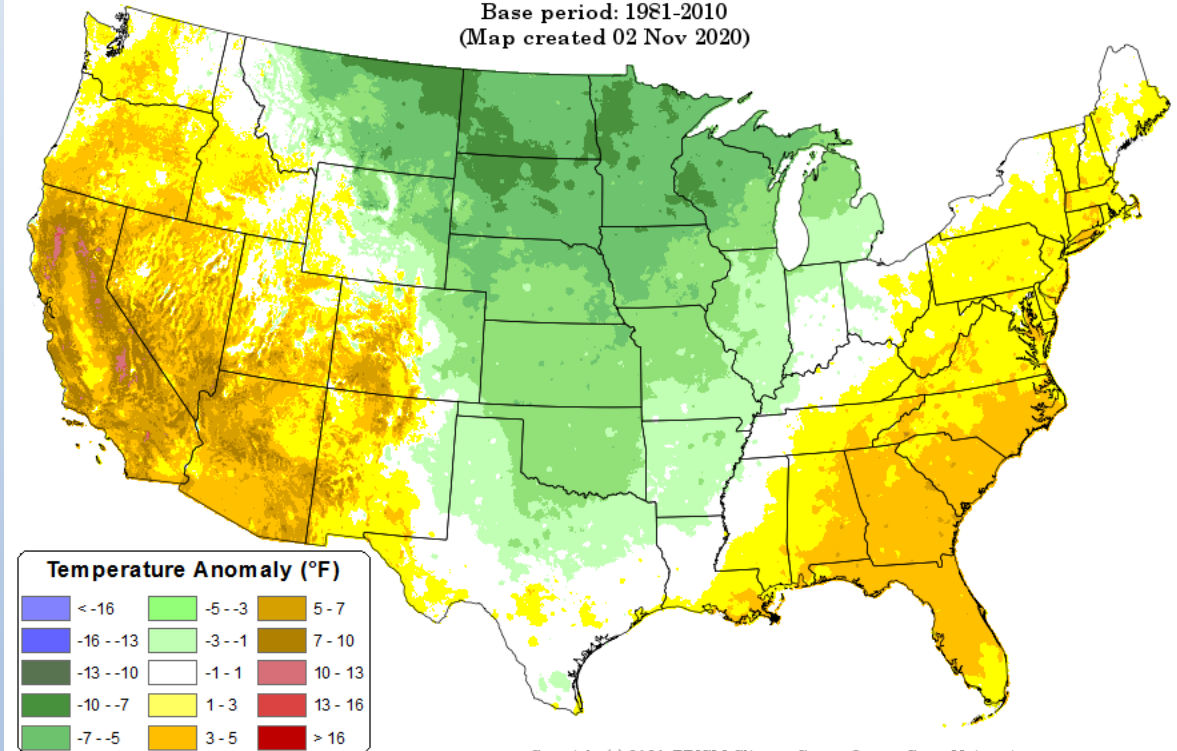 Base period: 1981-2010
(Map created 02 Nov 2020)
Temperature Anomaly (°F)
< -16
-16 - -13
-13 - -10
-10 - -7
-7 - -5
-5 - -3
-3 - -1
-1 - 1
1 - 3
3 - 5
5 - 7
7 - 10
10 - 13
13 - 16
> 16